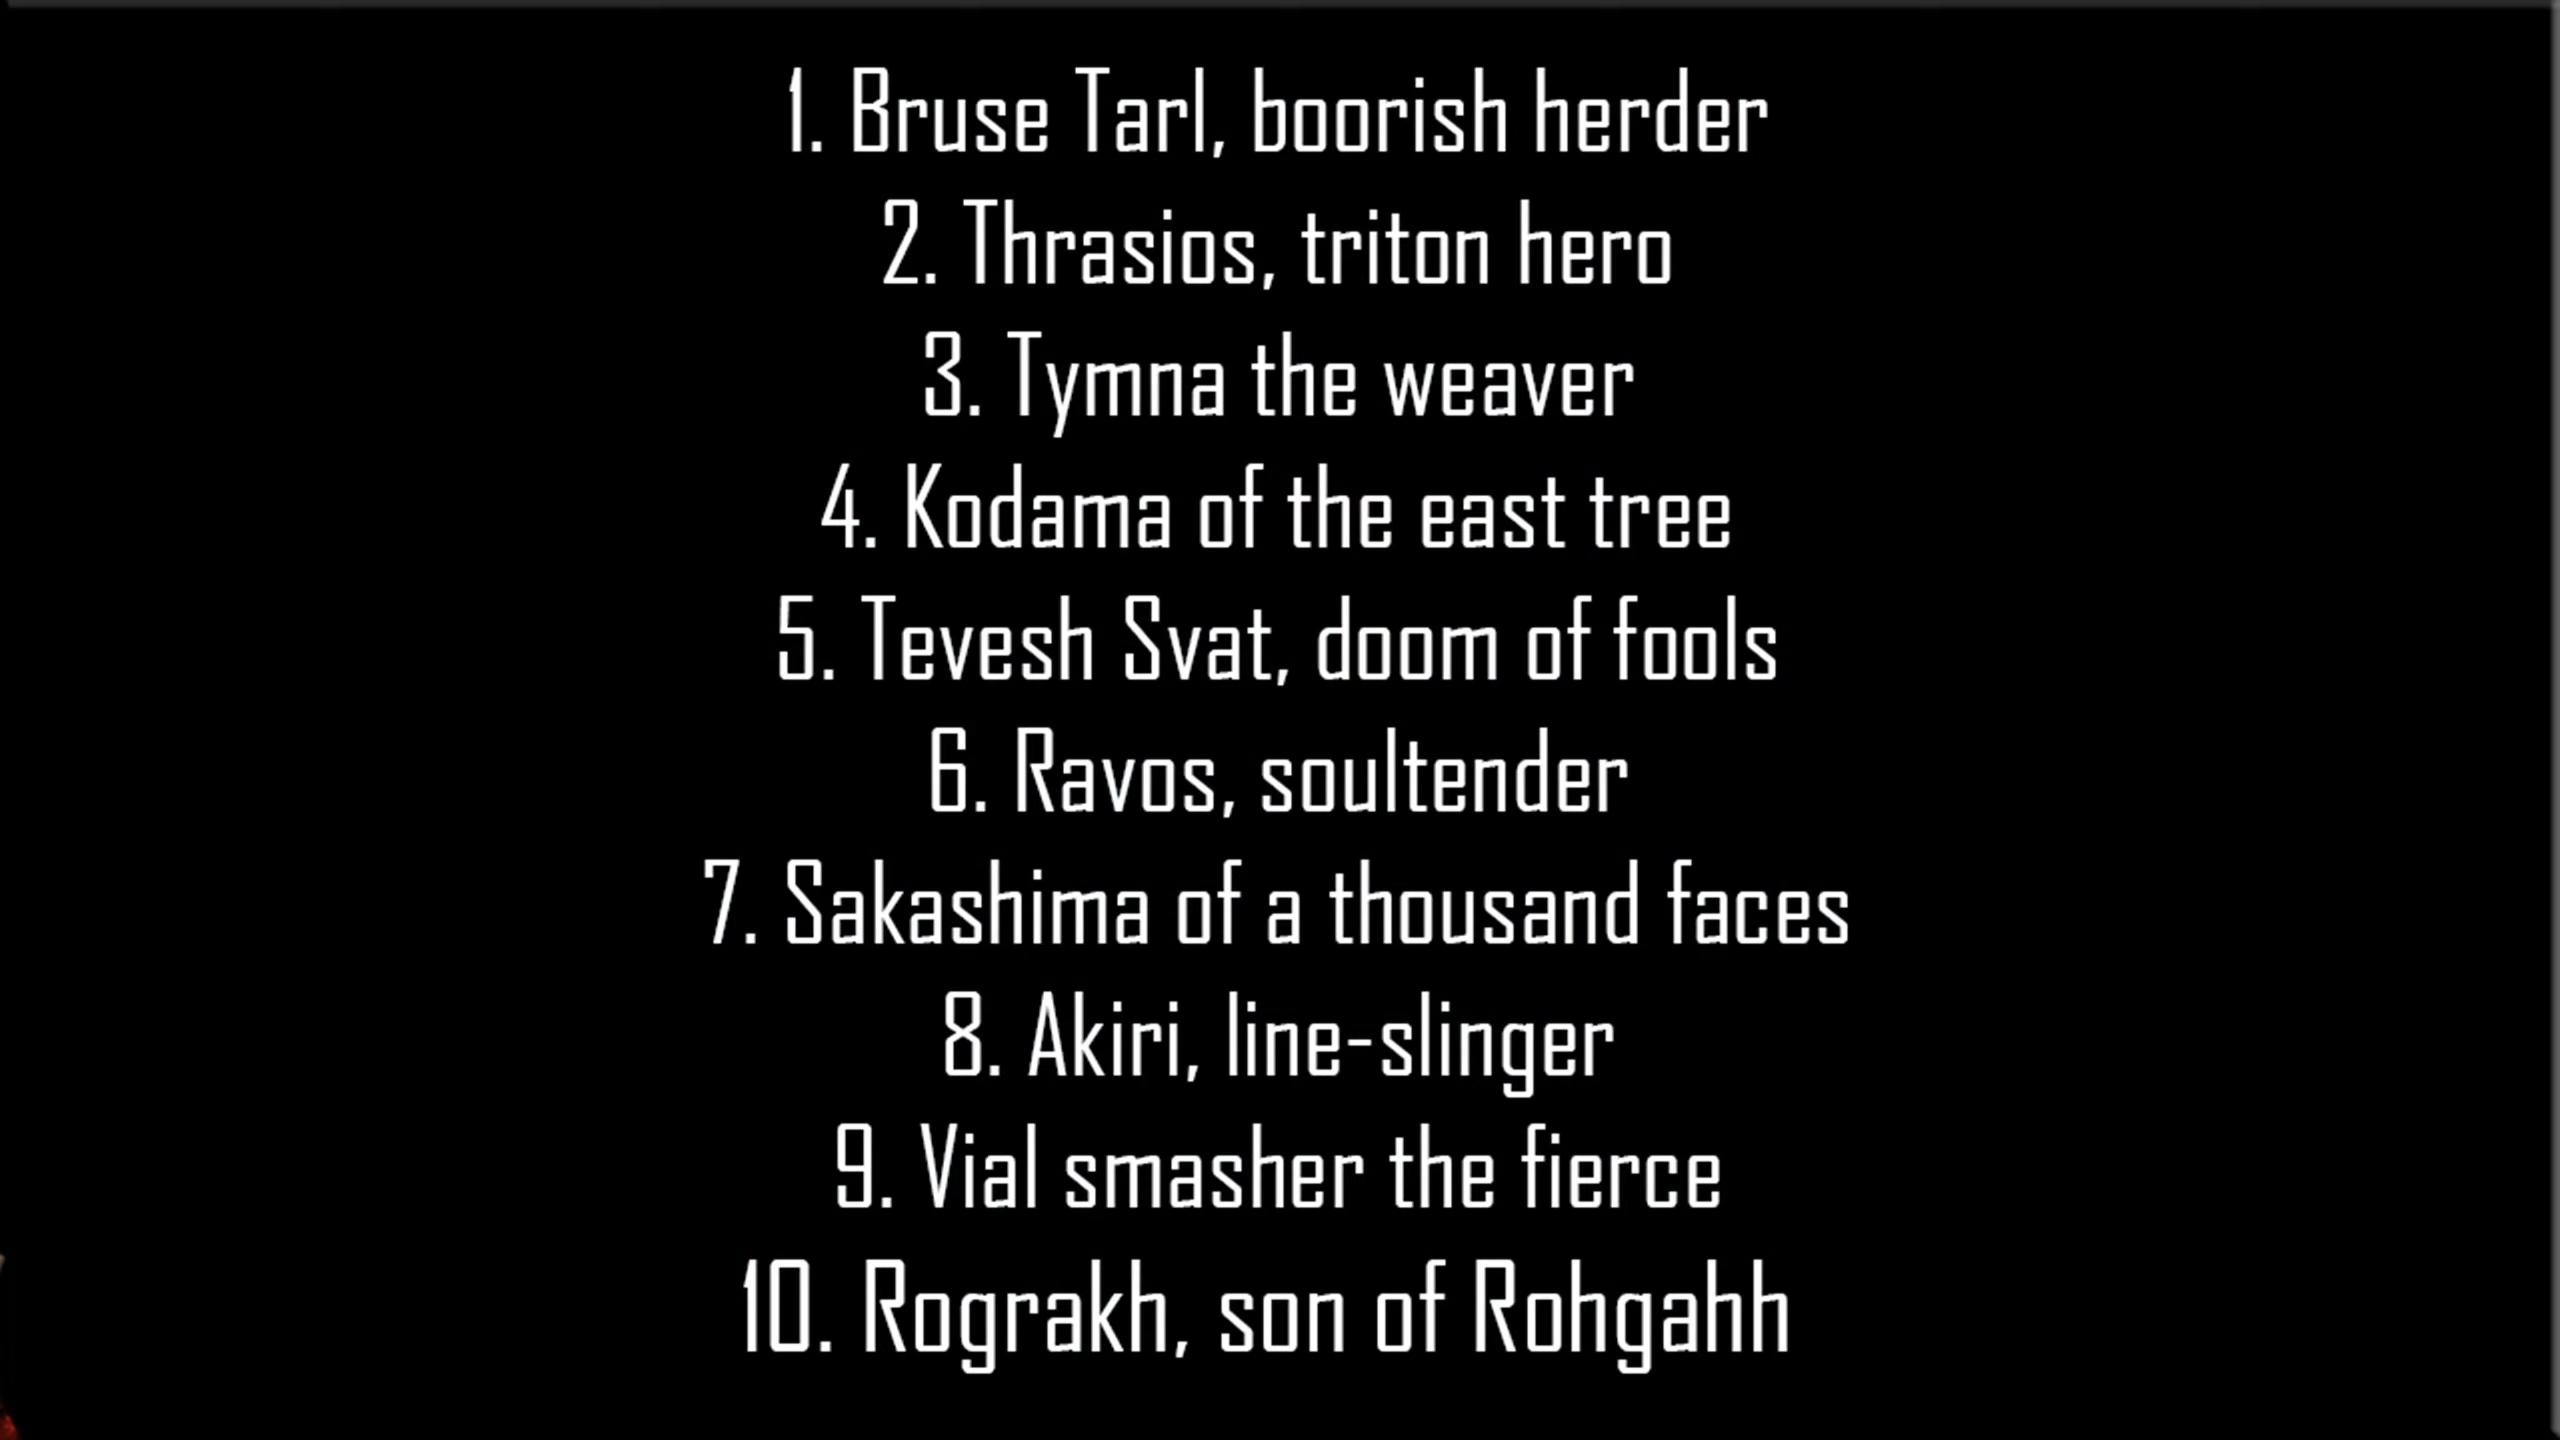 1. Bruse Tarl, boorish herder
2. Thrasios, triton hero
3. Tymna the weaver
4. Kodama of the east tree
5. Tevesh Svat, doom of fools
6. Ravos, soultender
7. Sakashima of a thousand faces
8. Akiri, line-slinger
9. Vial smasher the fierce
10. Rograkh, son of Rohgahh